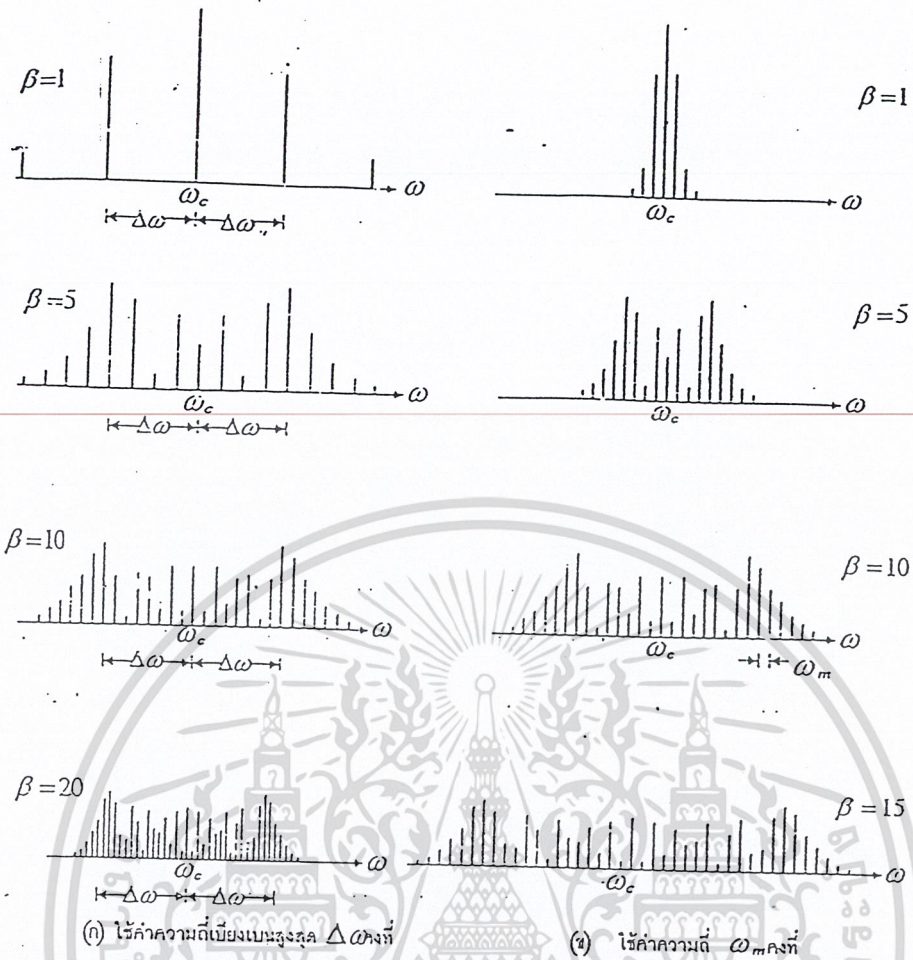 β=1
ω
ω_c
Δω Δω
β=1
ω
ω_c
β=5
ω
ω_c
Δω Δω
β=5
ω
ω_c
β=10
ω
ω_c
Δω Δω
β=10
ω
ω_c
ω_m
β=20
ω
ω_c
Δω Δω
β=15
ω
ω_c
(ก) ใช้ค่าความถี่เบี่ยงเบนสูงสุด Δω คงที่
(ข) ใช้ค่าความถี่ ω_m คงที่